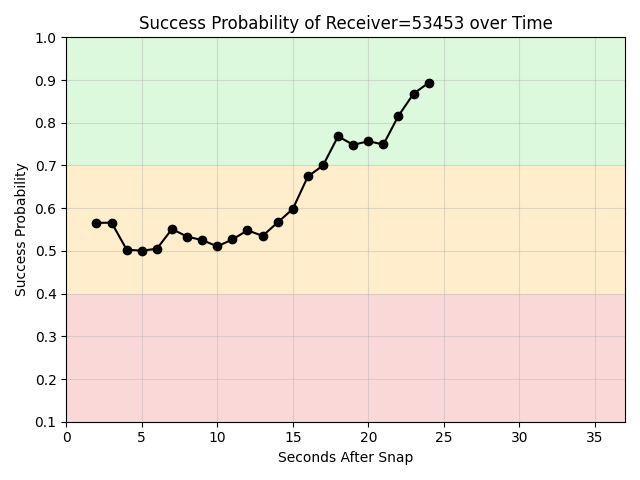 Success Probability of Receiver=53453 over Time
1.0
0.9
0.8
0.7
0.6
0.5
0.4
0.3
0.2
0.1
Success Probability
0 5 10 15 20 25 30 35
Seconds After Snap